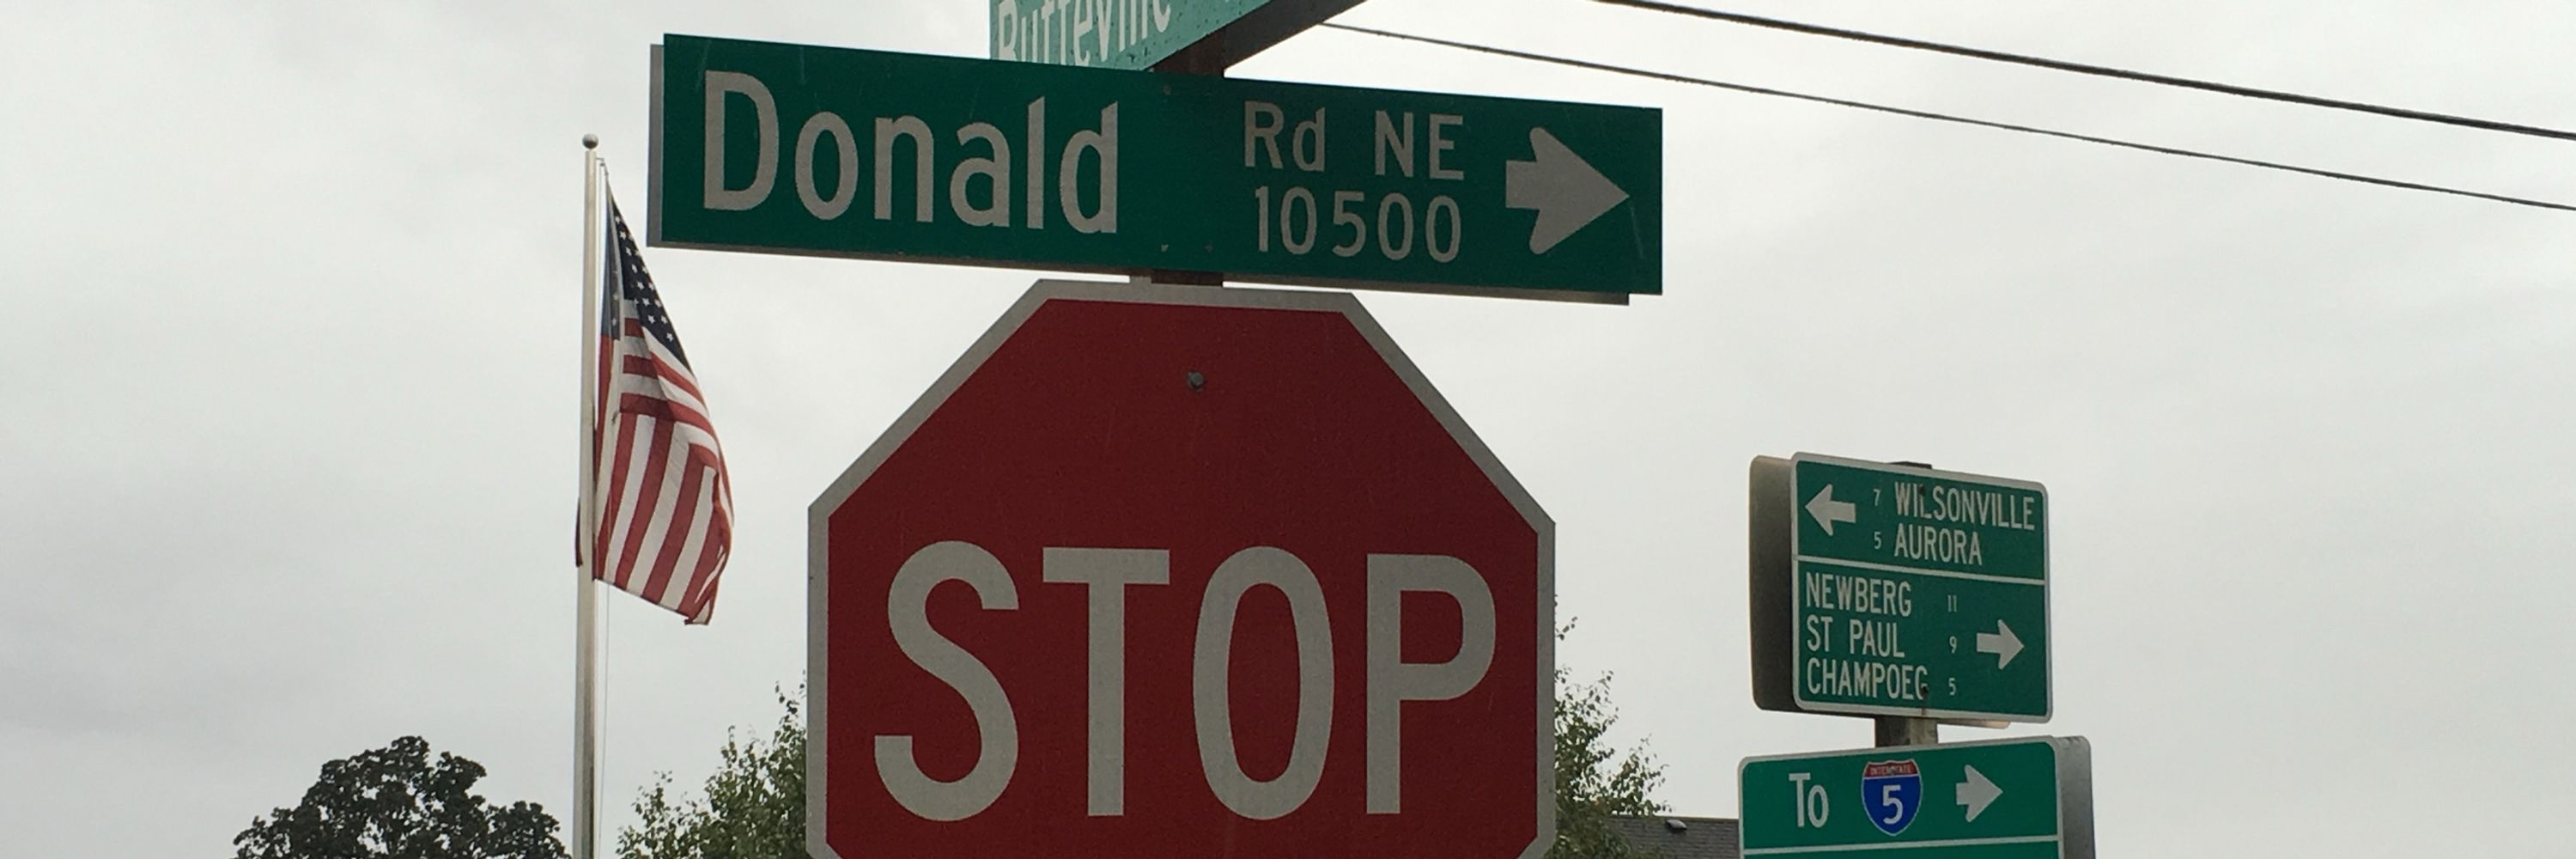 Butteville
Donald Rd NE
10500
STOP
7 WILSONVILLE
5 AURORA
NEWBERG 11
ST PAUL 9
CHAMPOEG 5
To INTERSTATE 5